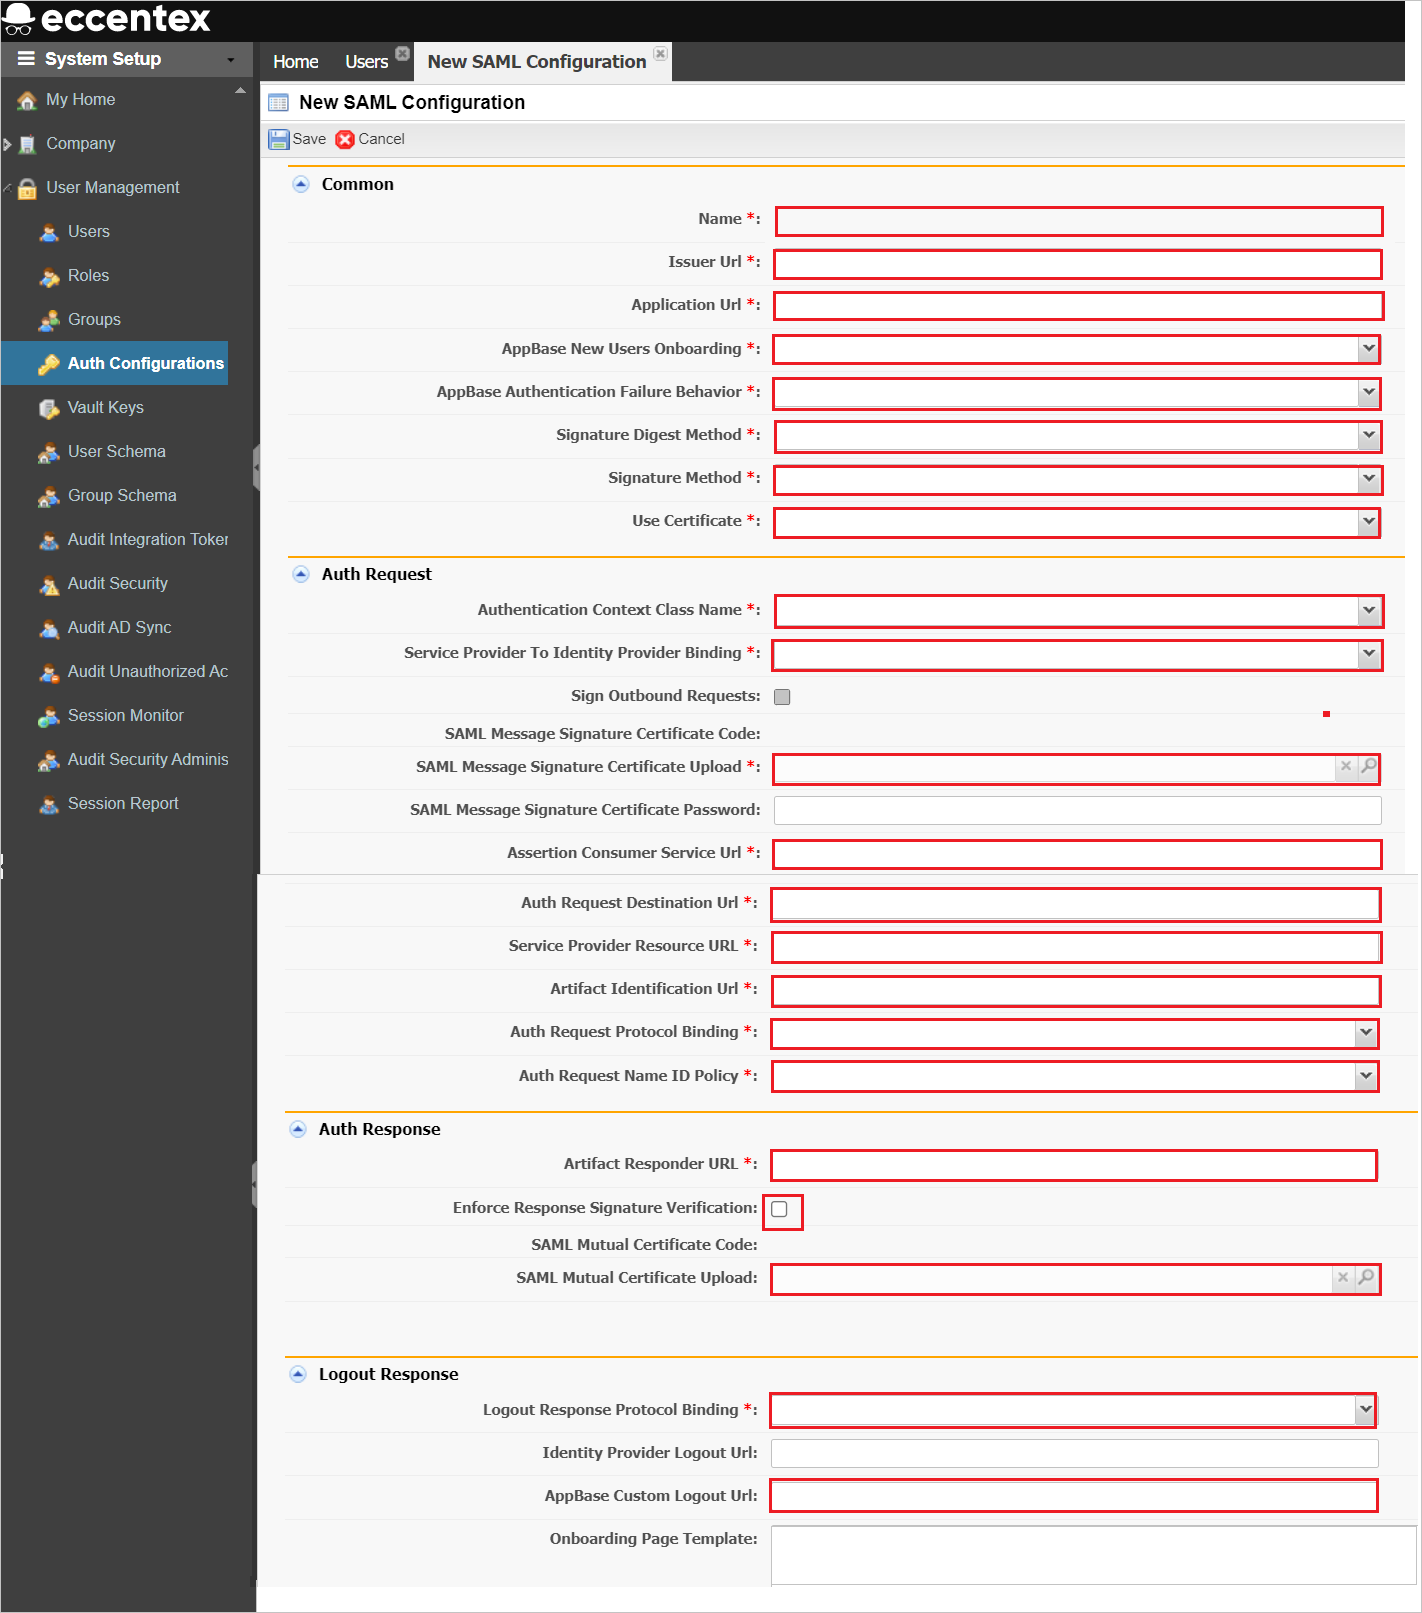 eccentex
System Setup
Home
Users
New SAML Configuration
My Home
Company
User Management
Users
Roles
Groups
Auth Configurations
Vault Keys
User Schema
Group Schema
Audit Integration Token
Audit Security
Audit AD Sync
Audit Unauthorized Ac
Session Monitor
Audit Security Adminis
Session Report
New SAML Configuration
Save
Cancel
Common
Name *:
Issuer Url *:
Application Url *:
AppBase New Users Onboarding *:
AppBase Authentication Failure Behavior *:
Signature Digest Method *:
Signature Method *:
Use Certificate *:
Auth Request
Authentication Context Class Name *:
Service Provider To Identity Provider Binding *:
Sign Outbound Requests:
SAML Message Signature Certificate Code:
SAML Message Signature Certificate Upload *:
SAML Message Signature Certificate Password:
Assertion Consumer Service Url *:
Auth Request Destination Url *:
Service Provider Resource URL *:
Artifact Identification Url *:
Auth Request Protocol Binding *:
Auth Request Name ID Policy *:
Auth Response
Artifact Responder URL *:
Enforce Response Signature Verification:
SAML Mutual Certificate Code:
SAML Mutual Certificate Upload:
Logout Response
Logout Response Protocol Binding *:
Identity Provider Logout Url:
AppBase Custom Logout Url:
Onboarding Page Template: